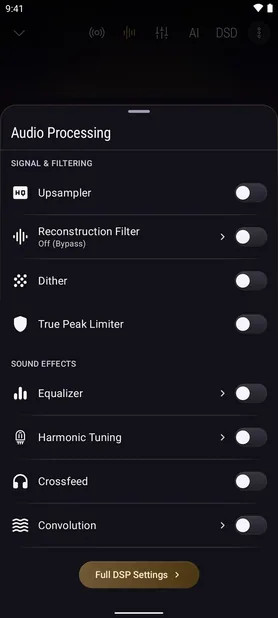 9:41
AI
DSD
Audio Processing
SIGNAL & FILTERING
HQ
Upsampler
Reconstruction Filter
Off (Bypass)
Dither
True Peak Limiter
SOUND EFFECTS
Equalizer
Harmonic Tuning
Crossfeed
Convolution
Full DSP Settings